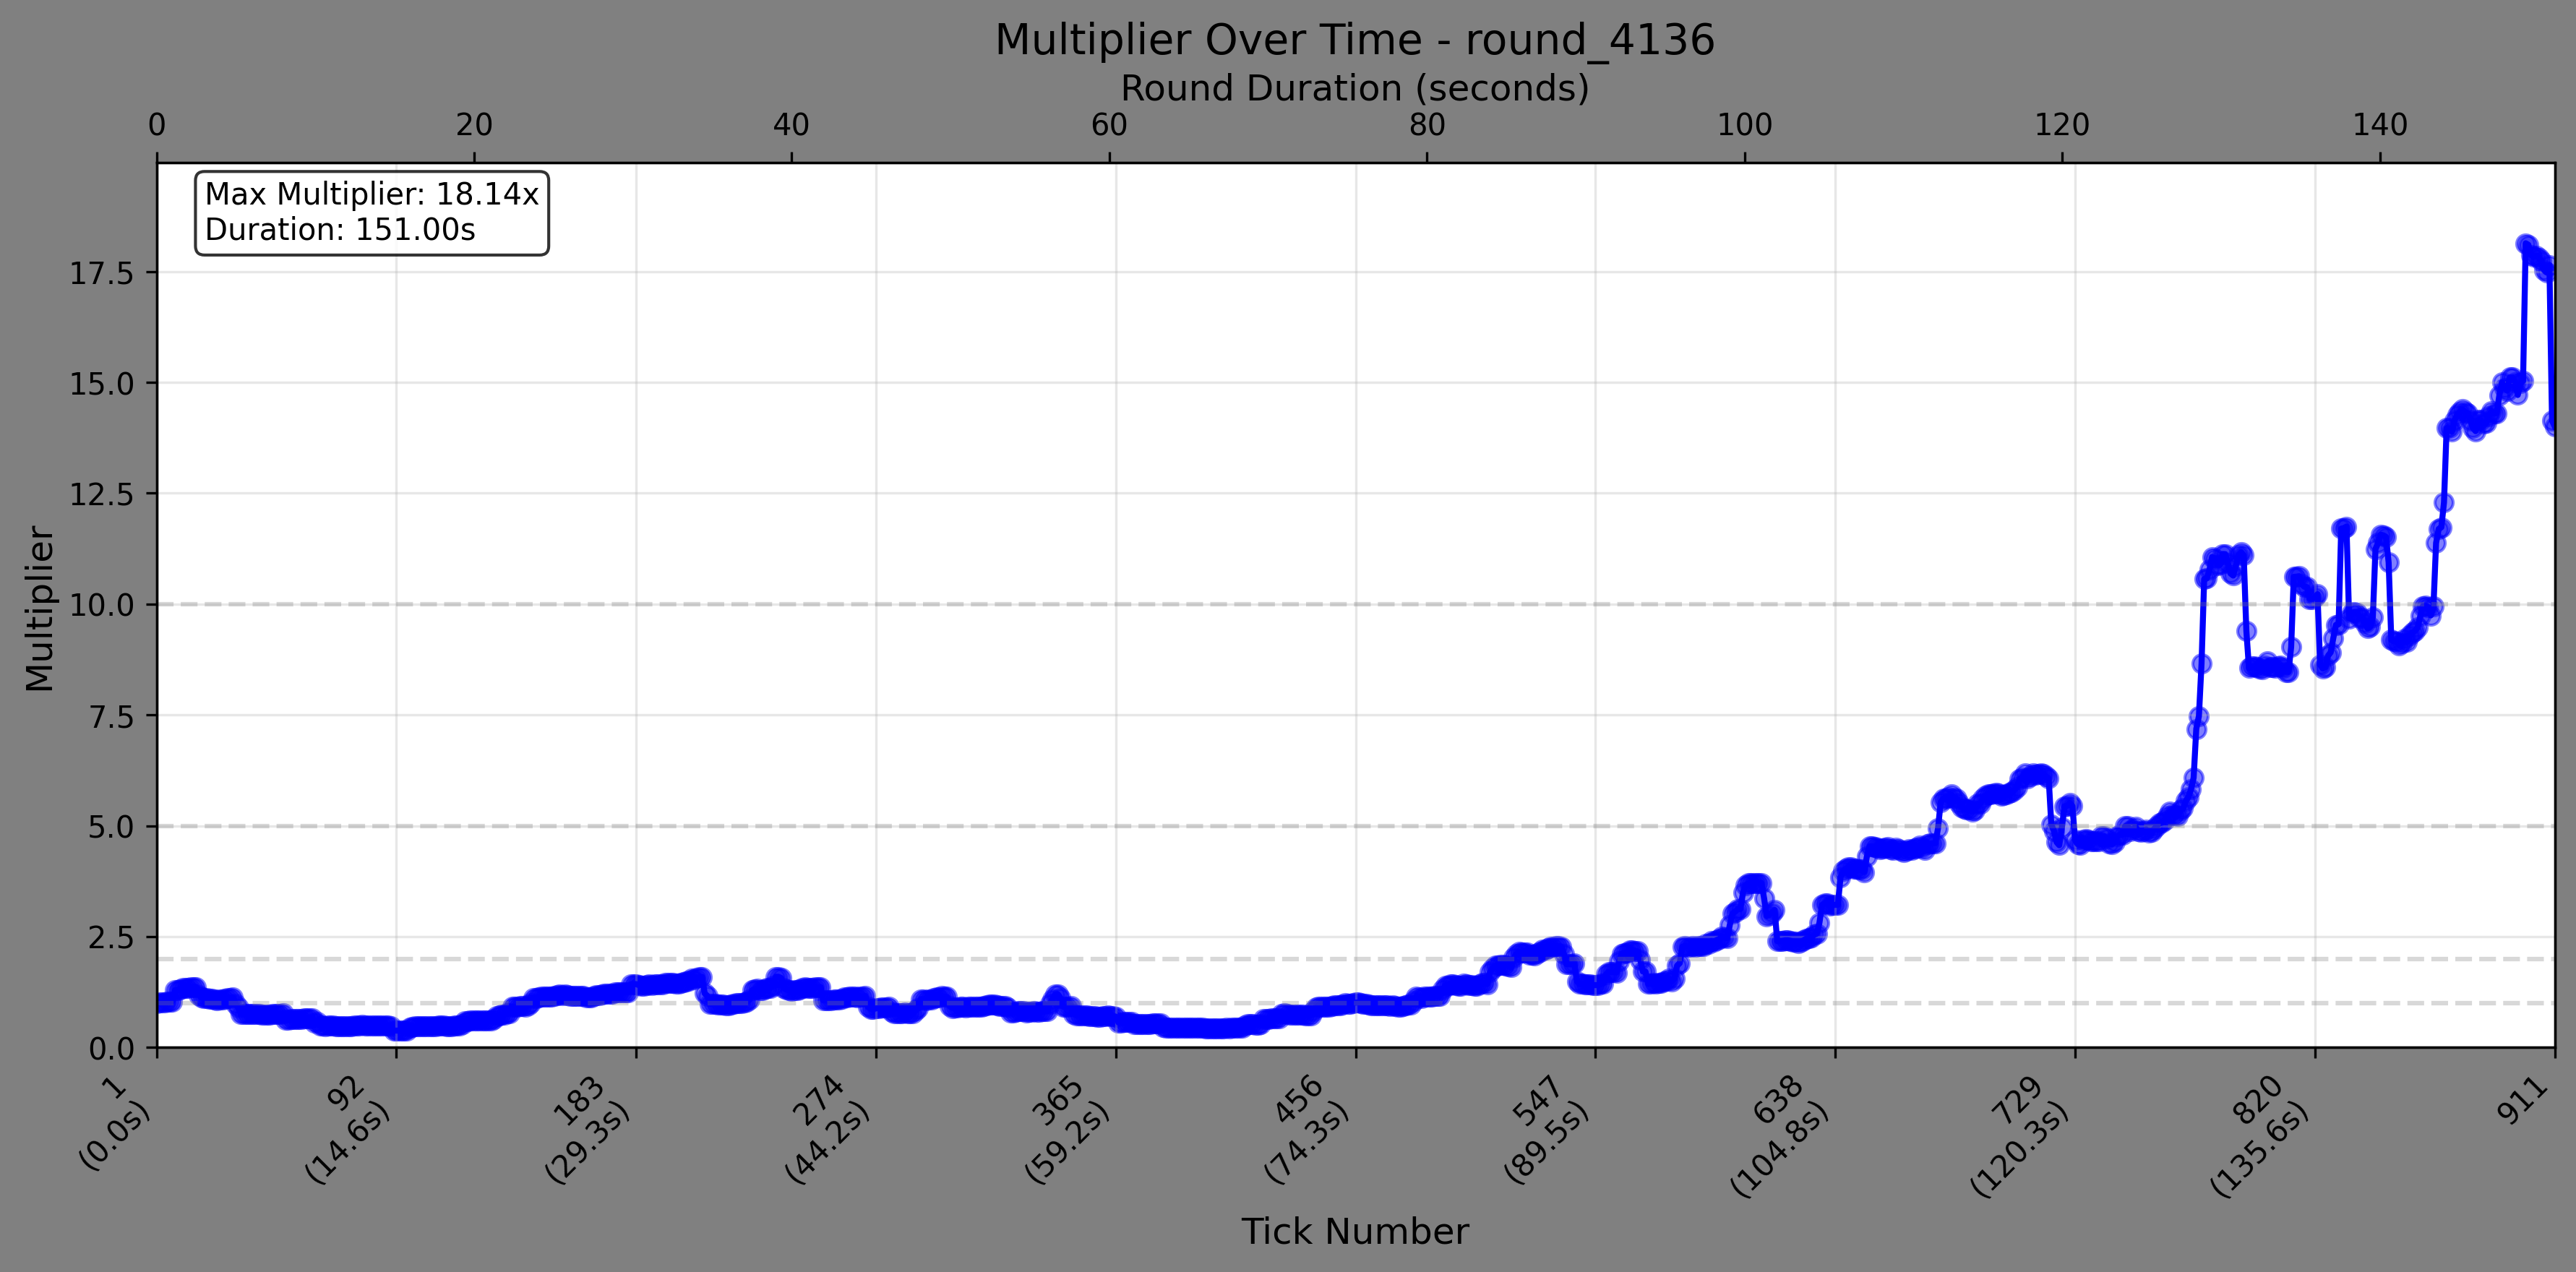 Multiplier Over Time - round_4136
Round Duration (seconds)
0 20 40 60 80 100 120 140
Max Multiplier: 18.14x
Duration: 151.00s
17.5
15.0
12.5
10.0
7.5
5.0
2.5
0.0
Multiplier
1
(0.0s)
92
(14.6s)
183
(29.3s)
274
(44.2s)
365
(59.2s)
456
(74.3s)
547
(89.5s)
638
(104.8s)
729
(120.3s)
820
(135.6s)
911
Tick Number